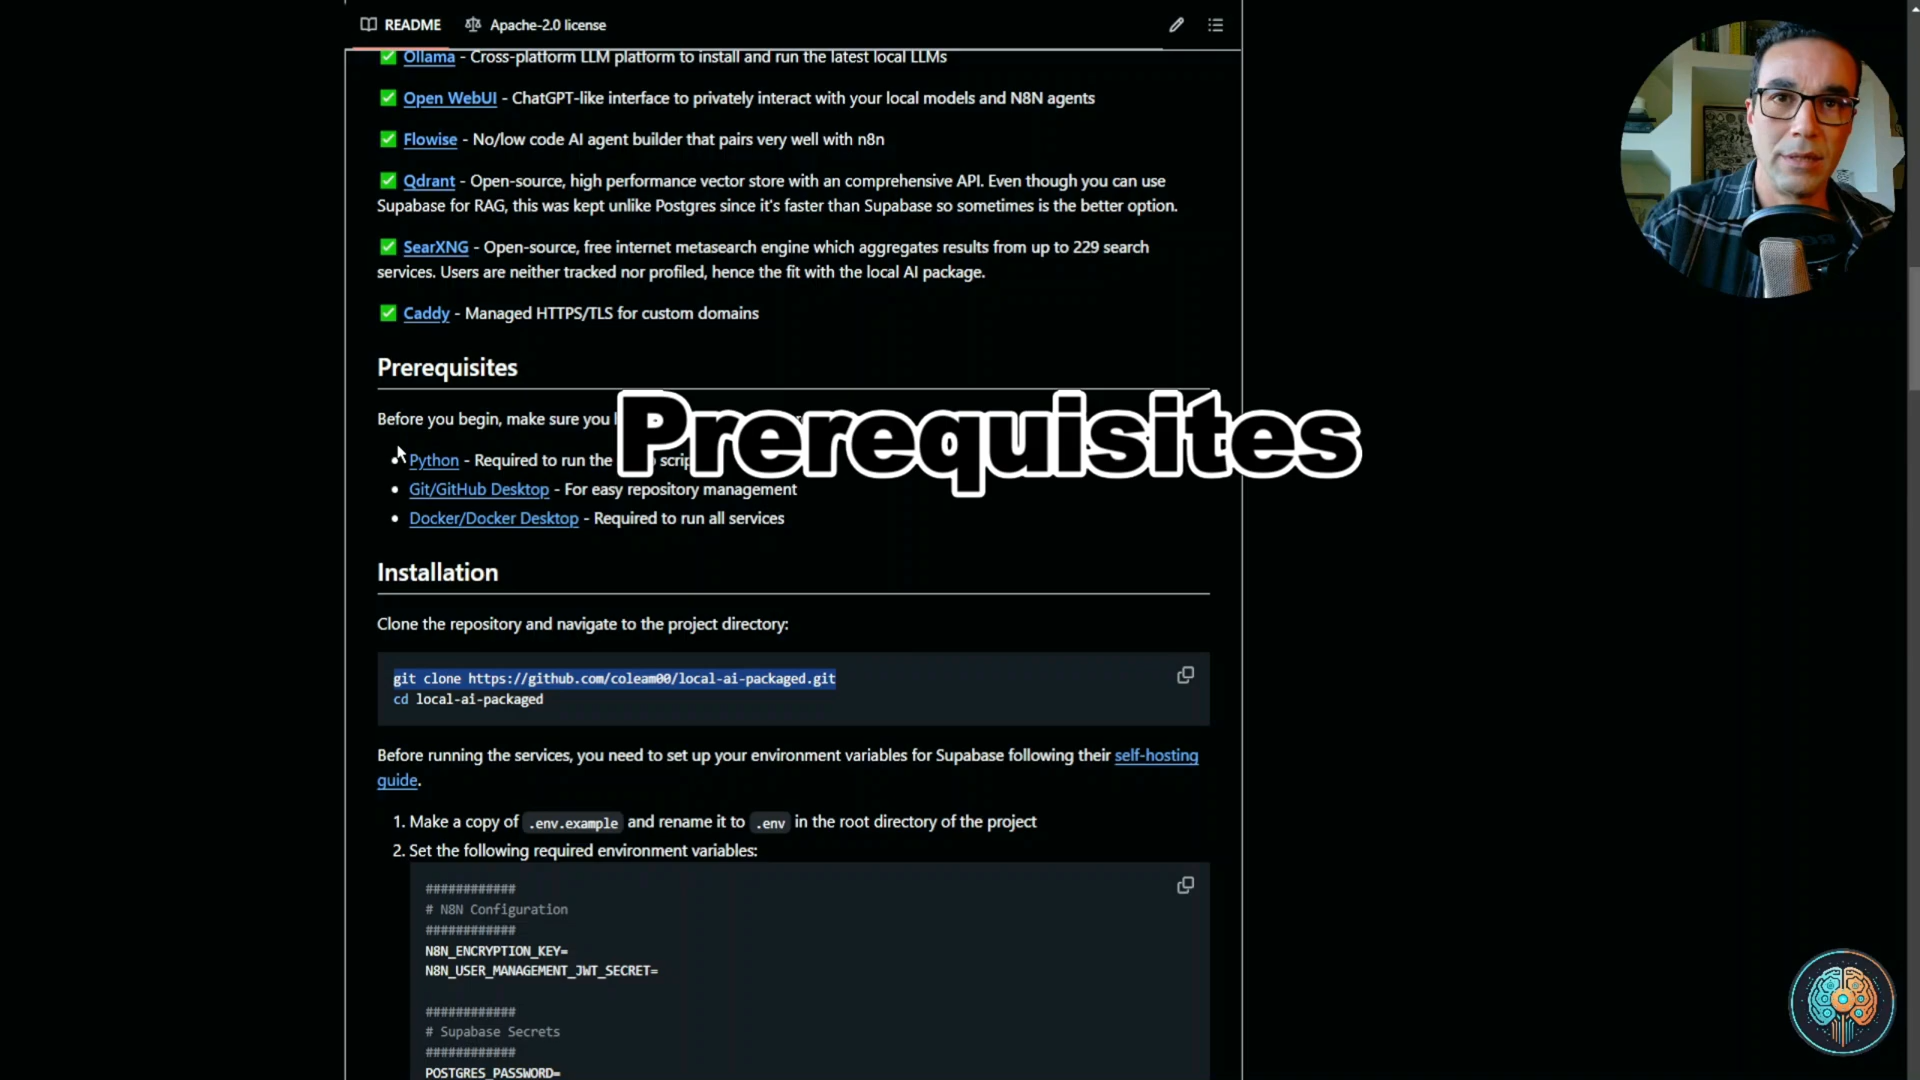 README Apache-2.0 license
Ollama - Cross-platform LLM platform to install and run the latest local LLMs
Open WebUI - ChatGPT-like interface to privately interact with your local models and N8N agents
Flowise - No/low code AI agent builder that pairs very well with n8n
Qdrant - Open-source, high performance vector store with an comprehensive API. Even though you can use
Supabase for RAG, this was kept unlike Postgres since it's faster than Supabase so sometimes is the better option.
SearXNG - Open-source, free internet metasearch engine which aggregates results from up to 229 search
services. Users are neither tracked nor profiled, hence the fit with the local AI package.
Caddy - Managed HTTPS/TLS for custom domains
Prerequisites
Before you begin, make sure you
Prerequisites
Python - Required to run the
Git/GitHub Desktop - For easy repository management
Docker/Docker Desktop - Required to run all services
Installation
Clone the repository and navigate to the project directory:
git clone https://github.com/coleam00/local-ai-packaged.git
cd local-ai-packaged
Before running the services, you need to set up your environment variables for Supabase following their self-hosting
guide.
1. Make a copy of .env.example and rename it to .env in the root directory of the project
2. Set the following required environment variables:
############
# N8N Configuration
############
N8N_ENCRYPTION_KEY=
N8N_USER_MANAGEMENT_JWT_SECRET=
############
# Supabase Secrets
############
POSTGRES_PASSWORD=